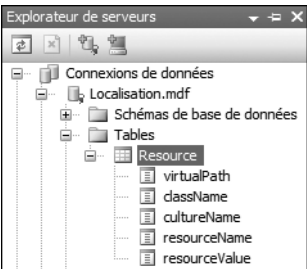 Explorateur de serveurs
Connexions de données
Localisation.mdf
Schémas de base de données
Tables
Resource
virtualPath
className
cultureName
resourceName
resourceValue